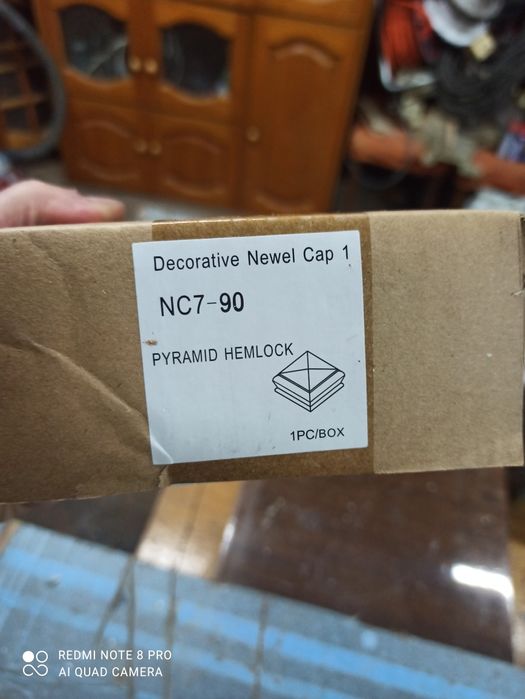 Decorative Newel Cap 1
NC7-90
PYRAMID HEMLOCK
1PC/BOX
REDMI NOTE 8 PRO
AI QUAD CAMERA